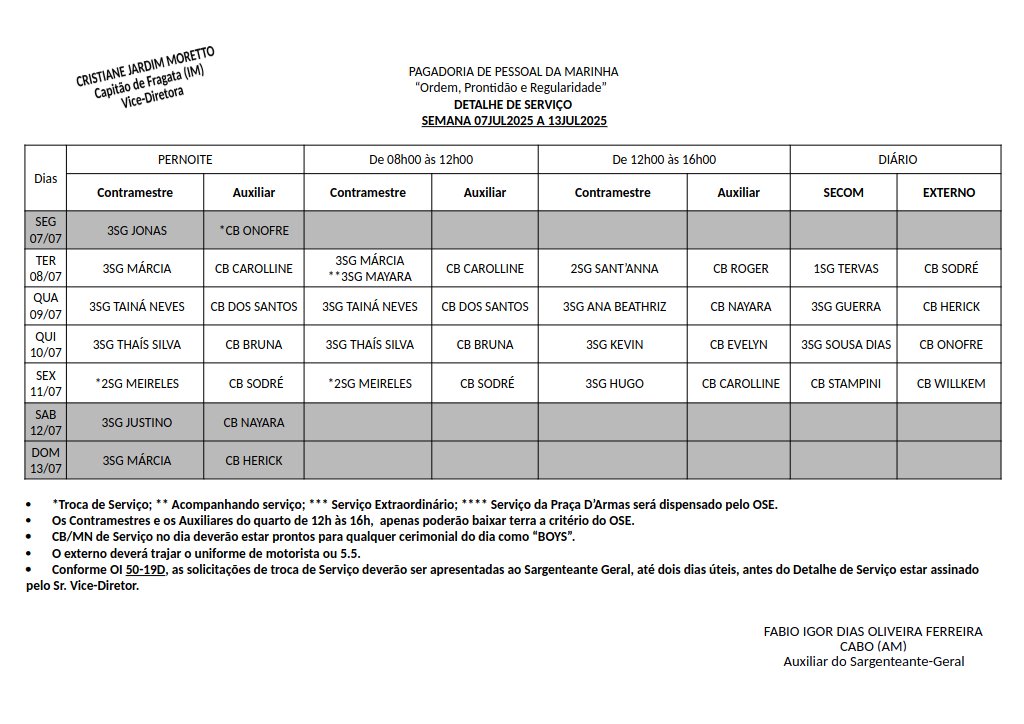 CRISTIANE JARDIM MORETTO
Capitão de Fragata (IM)
Vice-Diretora
PAGADORIA DE PESSOAL DA MARINHA
“Ordem, Prontidão e Regularidade”
DETALHE DE SERVIÇO
SEMANA 07JUL2025 A 13JUL2025
Dias PERNOITE De 08h00 às 12h00 De 12h00 às 16h00 DIÁRIO
Contramestre Auxiliar Contramestre Auxiliar Contramestre Auxiliar SECOM EXTERNO
SEG 07/07 3SG JONAS *CB ONOFRE
TER 08/07 3SG MÁRCIA CB CAROLLINE 3SG MÁRCIA **3SG MAYARA CB CAROLLINE 2SG SANT’ANNA CB ROGER 1SG TERVAS CB SODRÉ
QUA 09/07 3SG TAINÁ NEVES CB DOS SANTOS 3SG TAINÁ NEVES CB DOS SANTOS 3SG ANA BEATHRIZ CB NAYARA 3SG GUERRA CB HERICK
QUI 10/07 3SG THAÍS SILVA CB BRUNA 3SG THAÍS SILVA CB BRUNA 3SG KEVIN CB EVELYN 3SG SOUSA DIAS CB ONOFRE
SEX 11/07 *2SG MEIRELES CB SODRÉ *2SG MEIRELES CB SODRÉ 3SG HUGO CB CAROLLINE CB STAMPINI CB WILLKEM
SAB 12/07 3SG JUSTINO CB NAYARA
DOM 13/07 3SG MÁRCIA CB HERICK
• *Troca de Serviço; ** Acompanhando serviço; *** Serviço Extraordinário; **** Serviço da Praça D’Armas será dispensado pelo OSE.
• Os Contramestres e os Auxiliares do quarto de 12h às 16h, apenas poderão baixar terra a critério do OSE.
• CB/MN de Serviço no dia deverão estar prontos para qualquer cerimonial do dia como “BOYS”.
• O externo deverá trajar o uniforme de motorista ou 5.5.
• Conforme OI 50-19D, as solicitações de troca de Serviço deverão ser apresentadas ao Sargenteante Geral, até dois dias úteis, antes do Detalhe de Serviço estar assinado
pelo Sr. Vice-Diretor.
FABIO IGOR DIAS OLIVEIRA FERREIRA
CABO (AM)
Auxiliar do Sargenteante-Geral